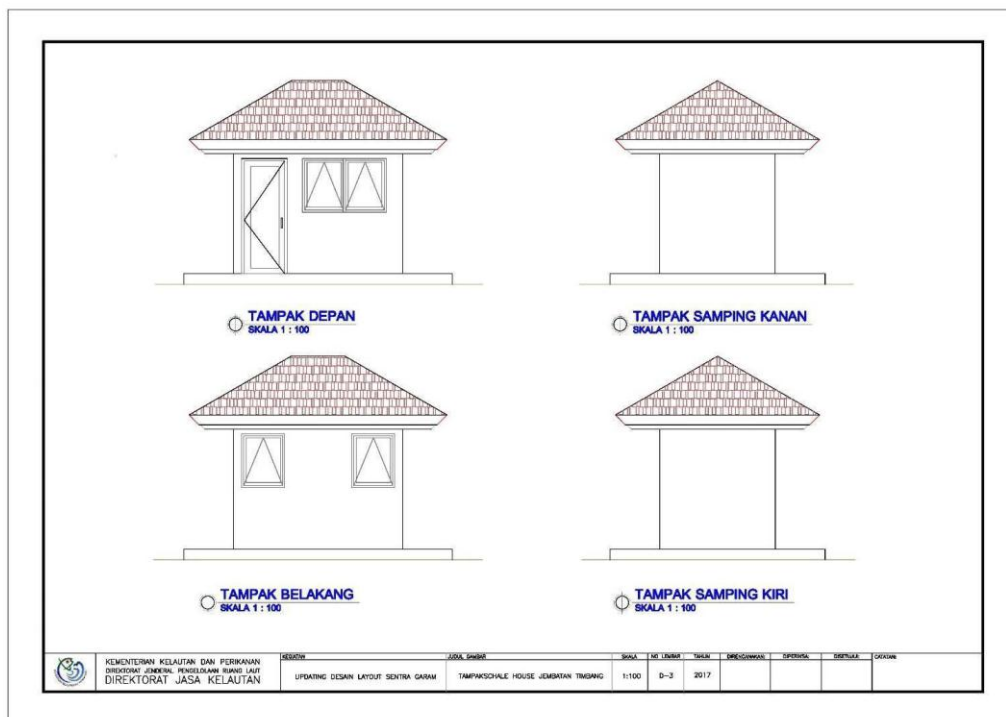 TAMPAK DEPAN
SKALA 1 : 100
TAMPAK SAMPING KANAN
SKALA 1 : 100
TAMPAK BELAKANG
SKALA 1 : 100
TAMPAK SAMPING KIRI
SKALA 1 : 100
KEMENTERIAN KELAUTAN DAN PERIKANAN
DIREKTORAT JENDERAL PENGELOLAAN RUANG LAUT
DIREKTORAT JASA KELAUTAN
KEGIATAN
UPDATING DESAIN LAYOUT SENTRA GARAM
JUDUL GAMBAR
TAMPAKSCHALE HOUSE JEMBATAN TIMBANG
SKALA
1:100
NO LEMBAR
D-3
TAHUN
2017
DIRENCANAKAN
DIPERIKSA
DISETUJUI
CATATAN